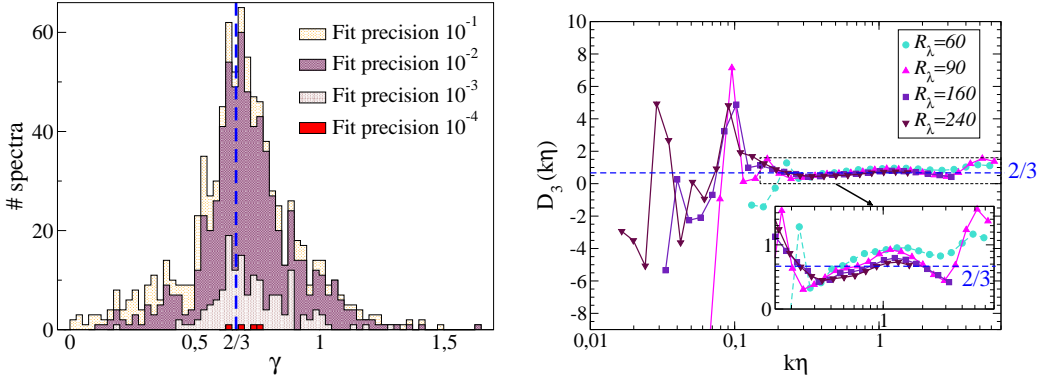 60
40
20
0
# spectra
Fit precision 10⁻¹
Fit precision 10⁻²
Fit precision 10⁻³
Fit precision 10⁻⁴
0
0,5
2/3
1
1,5
γ
10
8
6
4
2
0
-2
-4
-6
-8
D₃ (kη)
R_λ=60
R_λ=90
R_λ=160
R_λ=240
2/3
1
0
2/3
1
0,01
0,1
1
kη